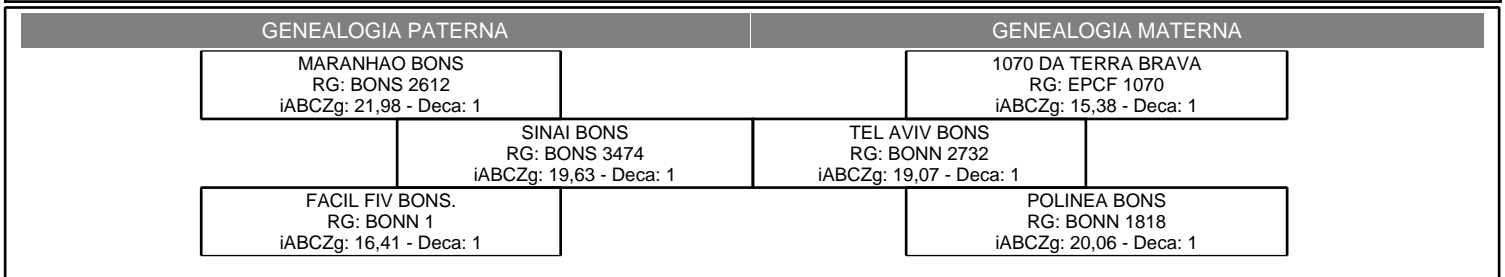 GENEALOGIA PATERNA
GENEALOGIA MATERNA
MARANHAO BONS
RG: BONS 2612
iABCZg: 21,98 - Deca: 1
1070 DA TERRA BRAVA
RG: EPCF 1070
iABCZg: 15,38 - Deca: 1
SINAI BONS
RG: BONS 3474
iABCZg: 19,63 - Deca: 1
TEL AVIV BONS
RG: BONN 2732
iABCZg: 19,07 - Deca: 1
FACIL FIV BONS.
RG: BONN 1
iABCZg: 16,41 - Deca: 1
POLINEA BONS
RG: BONN 1818
iABCZg: 20,06 - Deca: 1